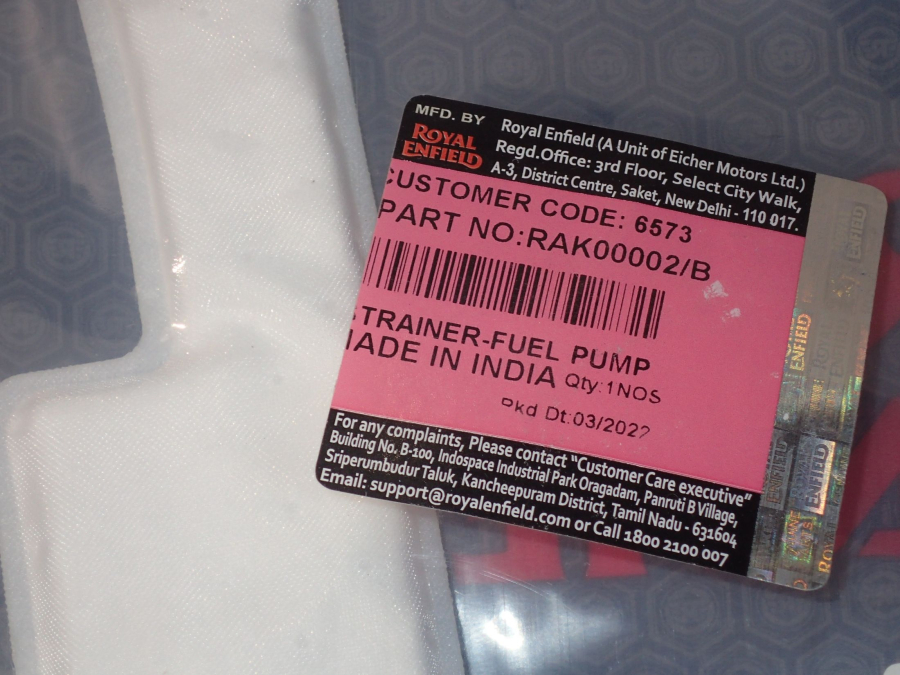 MFD. BY
ROYAL
ENFIELD
Royal Enfield (A Unit of Eicher Motors Ltd.)
Regd.Office: 3rd Floor, Select City Walk,
A-3, District Centre, Saket, New Delhi - 110 017.
CUSTOMER CODE: 6573
PART NO:RAK00002/B
TRAINER-FUEL PUMP
ADE IN INDIA Qty:1NOS
Pkd Dt:03/2022
For any complaints, Please contact "Customer Care executive"
Building No. B-100, Indospace Industrial Park Oragadam, Panruti B Village,
Sriperumbudur Taluk, Kancheepuram District, Tamil Nadu - 631604
Email: support@royalenfield.com or Call 1800 2100 007
ENFIELD
ENFIELD
ENFIELD
ENFIELD